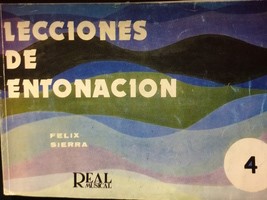 LECCIONES
DE
ENTONACION
FELIX
SIERRA
REAL
MUSICAL
4